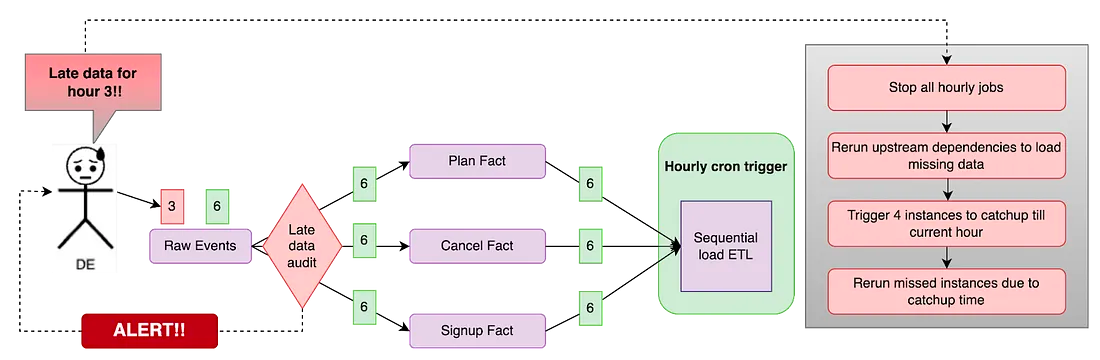 Late data for
hour 3!!
DE
3
6
Raw Events
Late
data
audit
ALERT!!
6
6
6
Plan Fact
Cancel Fact
Signup Fact
6
6
6
Hourly cron trigger
Sequential
load ETL
Stop all hourly jobs
Rerun upstream dependencies to load
missing data
Trigger 4 instances to catchup till
current hour
Rerun missed instances due to
catchup time